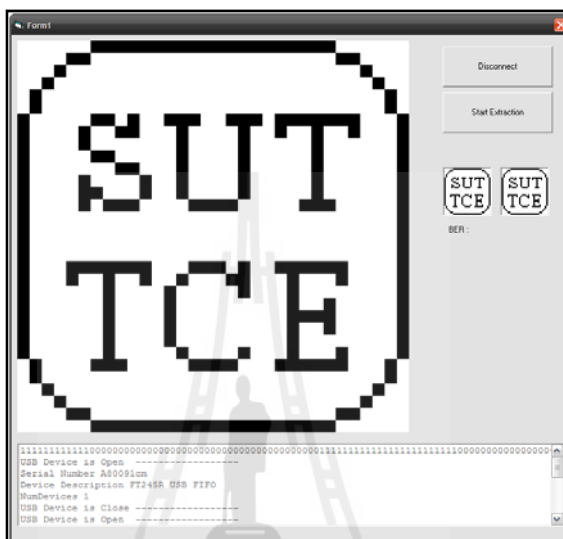 Form1
SUT
TCE
Disconnect
Start Extraction
SUT
TCE
SUT
TCE
BER :
USB Device is Open -------------------
Serial Number A80091cm
Device Description FT245R USB FIFO
NumDevices 1
USB Device is Close -------------------
USB Device is Open -------------------